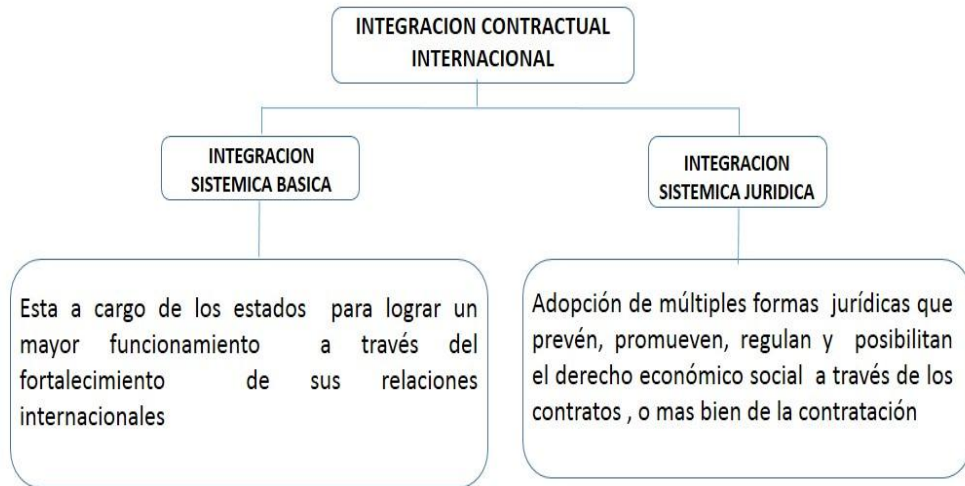 INTEGRACION CONTRACTUAL
INTERNACIONAL
INTEGRACION
SISTEMICA BASICA
INTEGRACION
SISTEMICA JURIDICA
Esta a cargo de los estados para lograr un
mayor funcionamiento a través del
fortalecimiento de sus relaciones
internacionales
Adopción de múltiples formas jurídicas que
prevén, promueven, regulan y posibilitan
el derecho económico social a través de los
contratos , o mas bien de la contratación